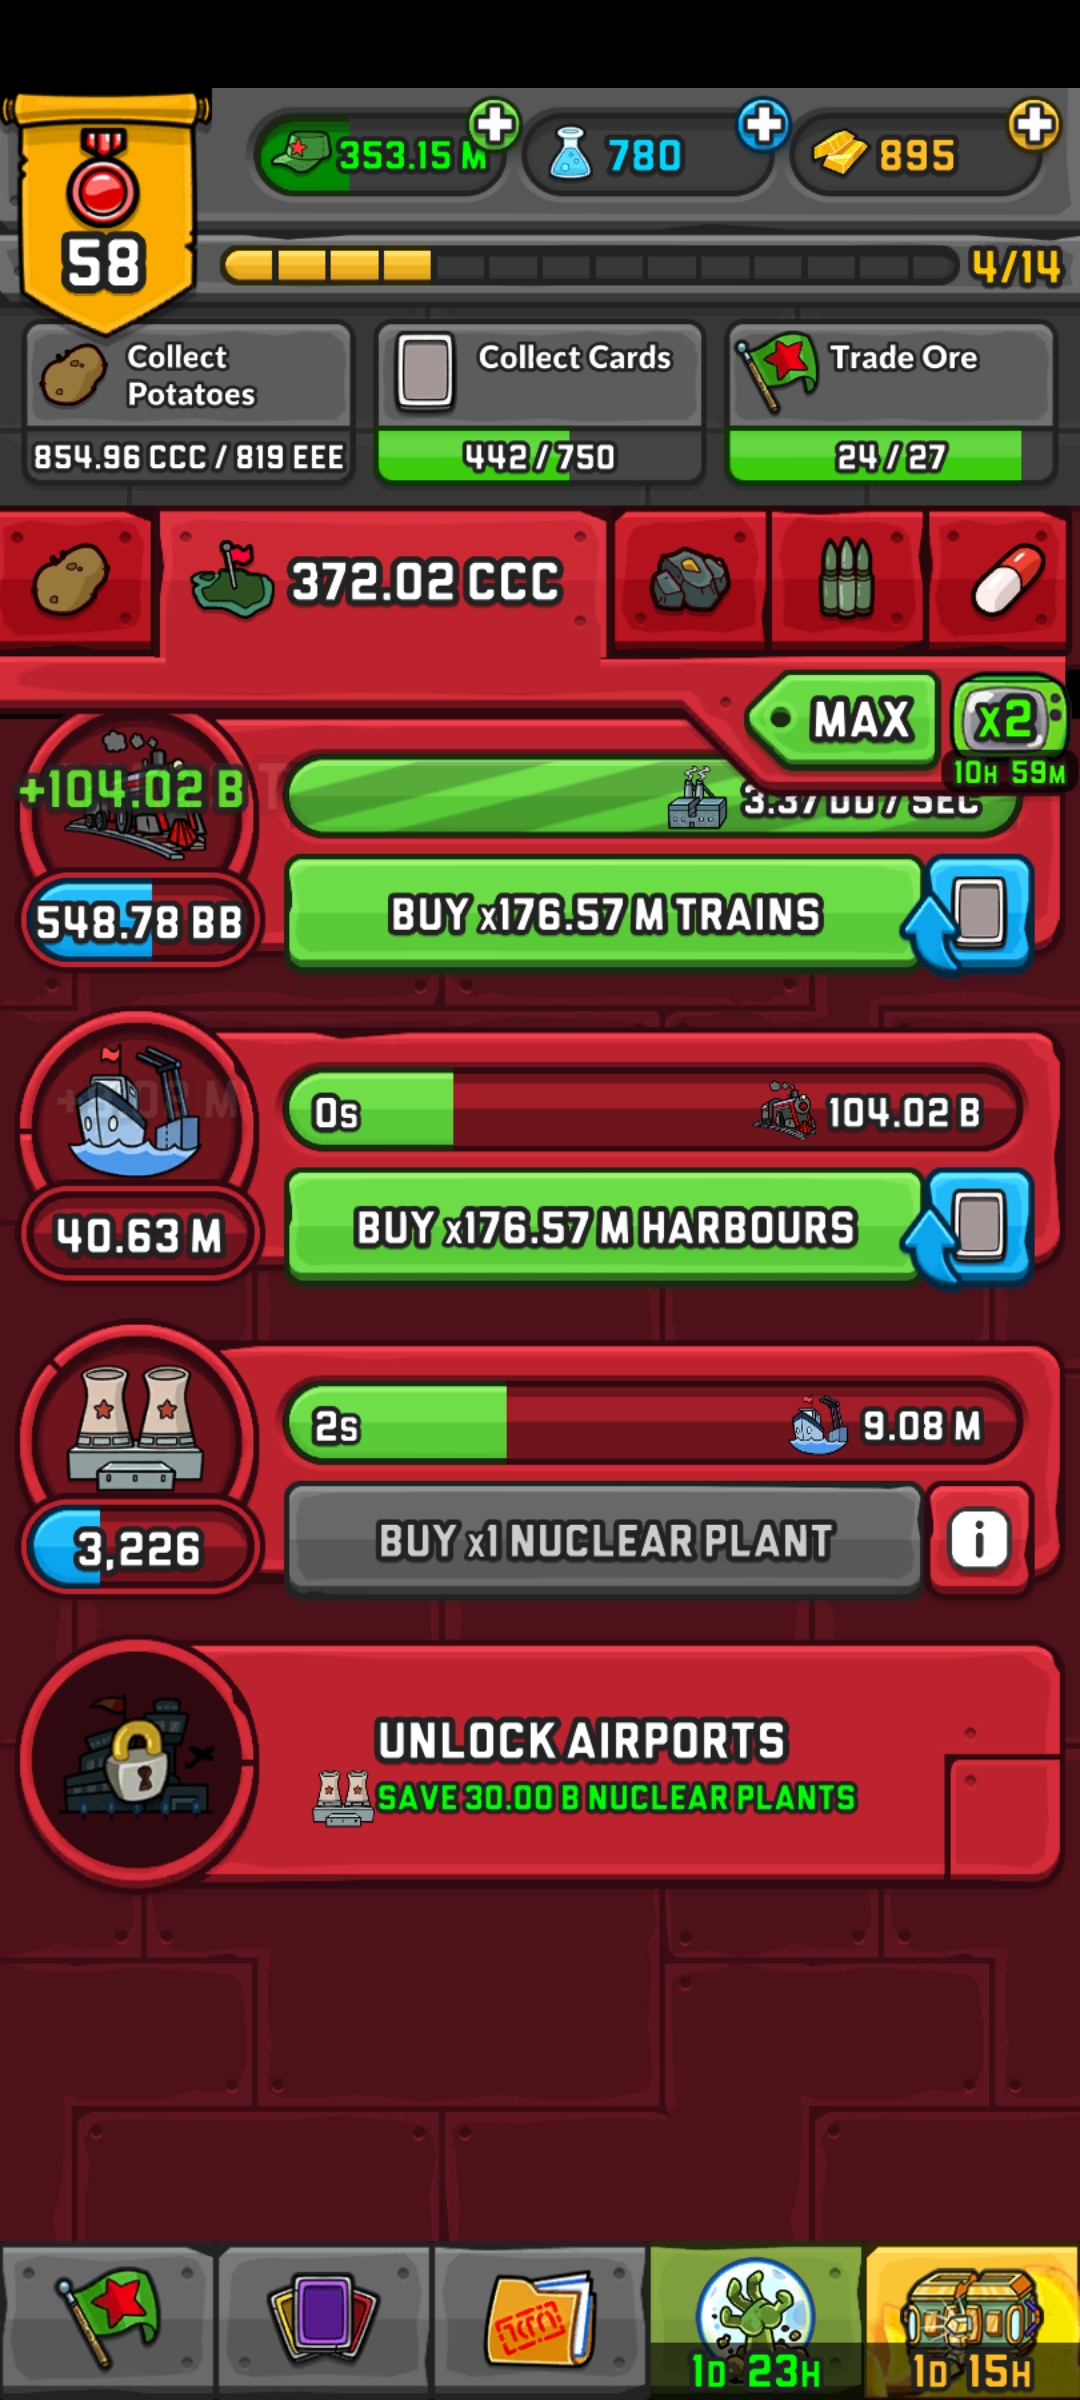 353.15 M
780
895
58
4/14
Collect
Potatoes
854.96 CCC / 819 EEE
Collect Cards
442/750
Trade Ore
24/27
372.02 CCC
MAX
x2
10H 59M
+104.02 B
/ SEC
548.78 BB
BUY x176.57 M TRAINS
0s
104.02 B
40.63 M
BUY x176.57 M HARBOURS
2s
9.08 M
3,226
BUY x1 NUCLEAR PLANT
i
UNLOCK AIRPORTS
SAVE 30.00 B NUCLEAR PLANTS
1D 23H
1D 15H